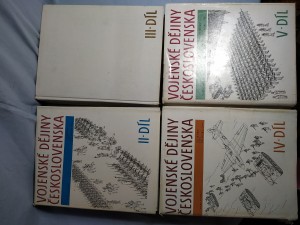 III·DÍL
VOJENSKÉ DĚJINY
ČESKOSLOVENSKA
V·DÍL
VOJENSKÉ DĚJINY
ČESKOSLOVENSKA
II·DÍL
VOJENSKÉ DĚJINY
ČESKOSLOVENSKA
IV·DÍL